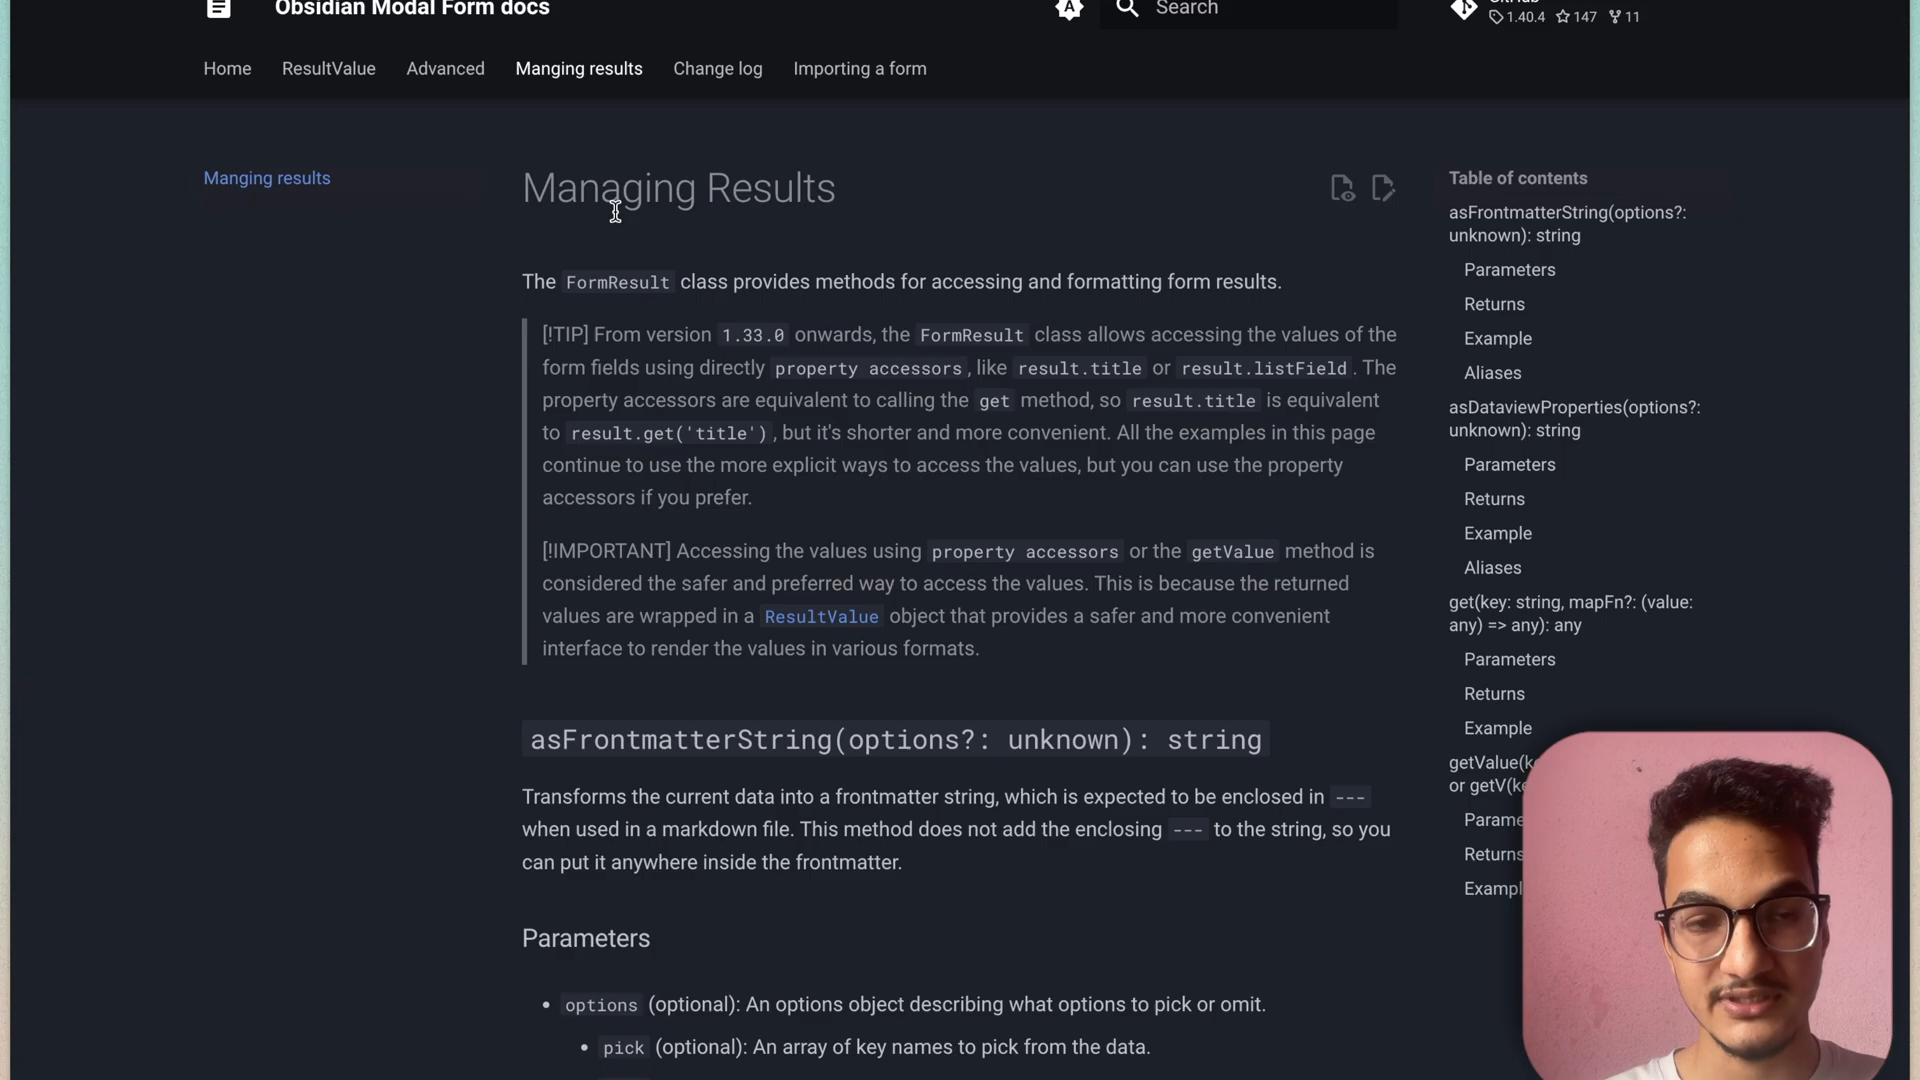 Obsidian Modal Form docs
Search
1.40.4 147 11
Home ResultValue Advanced Manging results Change log Importing a form
Manging results
Managing Results
The FormResult class provides methods for accessing and formatting form results.
[!TIP] From version 1.33.0 onwards, the FormResult class allows accessing the values of the
form fields using directly property accessors, like result.title or result.listField. The
property accessors are equivalent to calling the get method, so result.title is equivalent
to result.get('title'), but it's shorter and more convenient. All the examples in this page
continue to use the more explicit ways to access the values, but you can use the property
accessors if you prefer.
[!IMPORTANT] Accessing the values using property accessors or the getValue method is
considered the safer and preferred way to access the values. This is because the returned
values are wrapped in a ResultValue object that provides a safer and more convenient
interface to render the values in various formats.
asFrontmatterString(options?: unknown): string
Transforms the current data into a frontmatter string, which is expected to be enclosed in ---
when used in a markdown file. This method does not add the enclosing --- to the string, so you
can put it anywhere inside the frontmatter.
Parameters
• options (optional): An options object describing what options to pick or omit.
• pick (optional): An array of key names to pick from the data.
Table of contents
asFrontmatterString(options?:
unknown): string
Parameters
Returns
Example
Aliases
asDataviewProperties(options?:
unknown): string
Parameters
Returns
Example
Aliases
get(key: string, mapFn?: (value:
any) => any): any
Parameters
Returns
Example
getValue(k
or getV(k
Parame
Returns
Exampl